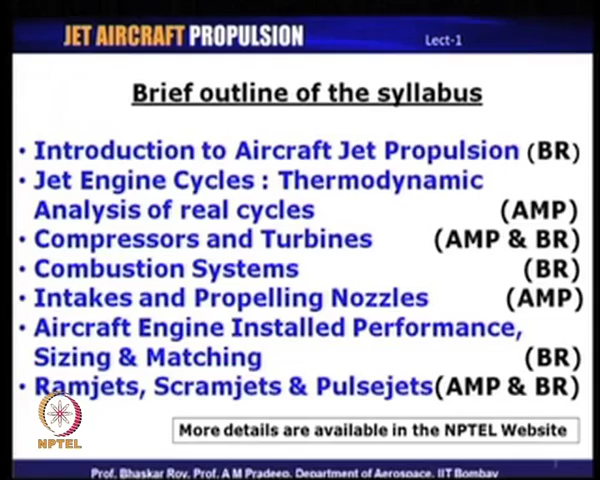 JET AIRCRAFT PROPULSION Lect-1
Brief outline of the syllabus
• Introduction to Aircraft Jet Propulsion (BR)
• Jet Engine Cycles : Thermodynamic
Analysis of real cycles (AMP)
• Compressors and Turbines (AMP & BR)
• Combustion Systems (BR)
• Intakes and Propelling Nozzles (AMP)
• Aircraft Engine Installed Performance,
Sizing & Matching (BR)
• Ramjets, Scramjets & Pulsejets(AMP & BR)
NPTEL
More details are available in the NPTEL Website
Prof. Bhaskar Roy, Prof. A M Pradeep, Department of Aerospace, IIT Bombay